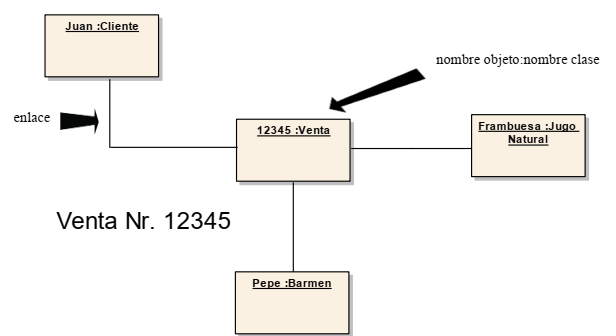 Juan :Cliente
nombre objeto:nombre clase
enlace
12345 :Venta
Frambuesa :Jugo
Natural
Venta Nr. 12345
Pepe :Barmen